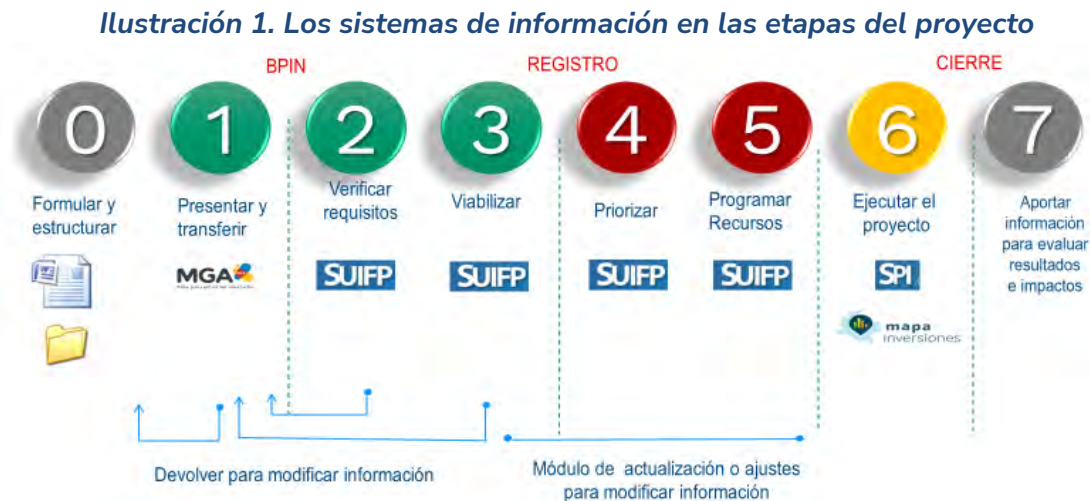 Ilustración 1. Los sistemas de información en las etapas del proyecto
BPIN
REGISTRO
CIERRE
0
1
2
3
4
5
6
7
Formular y
estructurar
Presentar y
transferir
Verificar
requisitos
Viabilizar
Priorizar
Programar
Recursos
Ejecutar el
proyecto
Aportar
información
para evaluar
resultados
e impactos
MGA
SUIFP
SUIFP
SUIFP
SUIFP
SPI
mapa
inversiones
Devolver para modificar información
Módulo de actualización o ajustes
para modificar información